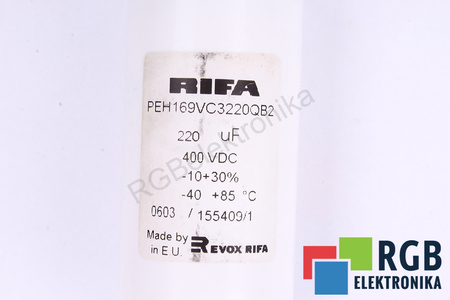 RIFA
PEH169VC3220QB2
220 uF
400 VDC
-10+30%
-40 +85 °C
0603 / 155409/1
Made by
in E U.
REVOX RIFA
RGBelektronika
RGB
ELEKTRONIKA